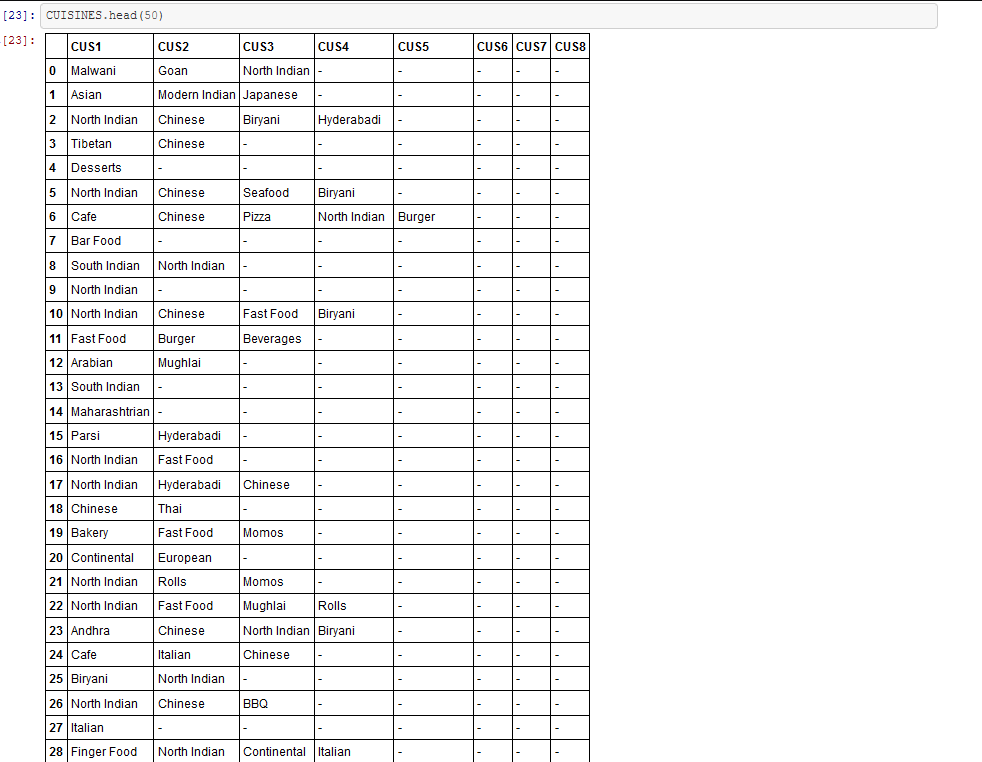 [23]: CUISINES.head(50)
[23]:
CUS1 CUS2 CUS3 CUS4 CUS5 CUS6 CUS7 CUS8
0 Malwani Goan North Indian - - - - -
1 Asian Modern Indian Japanese - - - - -
2 North Indian Chinese Biryani Hyderabadi - - - -
3 Tibetan Chinese - - - - - -
4 Desserts - - - - - - -
5 North Indian Chinese Seafood Biryani - - - -
6 Cafe Chinese Pizza North Indian Burger - - -
7 Bar Food - - - - - - -
8 South Indian North Indian - - - - - -
9 North Indian - - - - - - -
10 North Indian Chinese Fast Food Biryani - - - -
11 Fast Food Burger Beverages - - - - -
12 Arabian Mughlai - - - - - -
13 South Indian - - - - - - -
14 Maharashtrian - - - - - - -
15 Parsi Hyderabadi - - - - - -
16 North Indian Fast Food - - - - - -
17 North Indian Hyderabadi Chinese - - - - -
18 Chinese Thai - - - - - -
19 Bakery Fast Food Momos - - - - -
20 Continental European - - - - - -
21 North Indian Rolls Momos - - - - -
22 North Indian Fast Food Mughlai Rolls - - - -
23 Andhra Chinese North Indian Biryani - - - -
24 Cafe Italian Chinese - - - - -
25 Biryani North Indian - - - - - -
26 North Indian Chinese BBQ - - - - -
27 Italian - - - - - - -
28 Finger Food North Indian Continental Italian - - - -